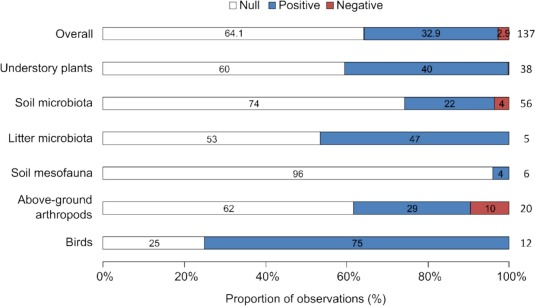 Null Positive Negative
Overall 64.1 32.9 2.9 137
Understory plants 60 40 38
Soil microbiota 74 22 4 56
Litter microbiota 53 47 5
Soil mesofauna 96 4 6
Above-ground
arthropods 62 29 10 20
Birds 25 75 12
0% 20% 40% 60% 80% 100%
Proportion of observations (%)